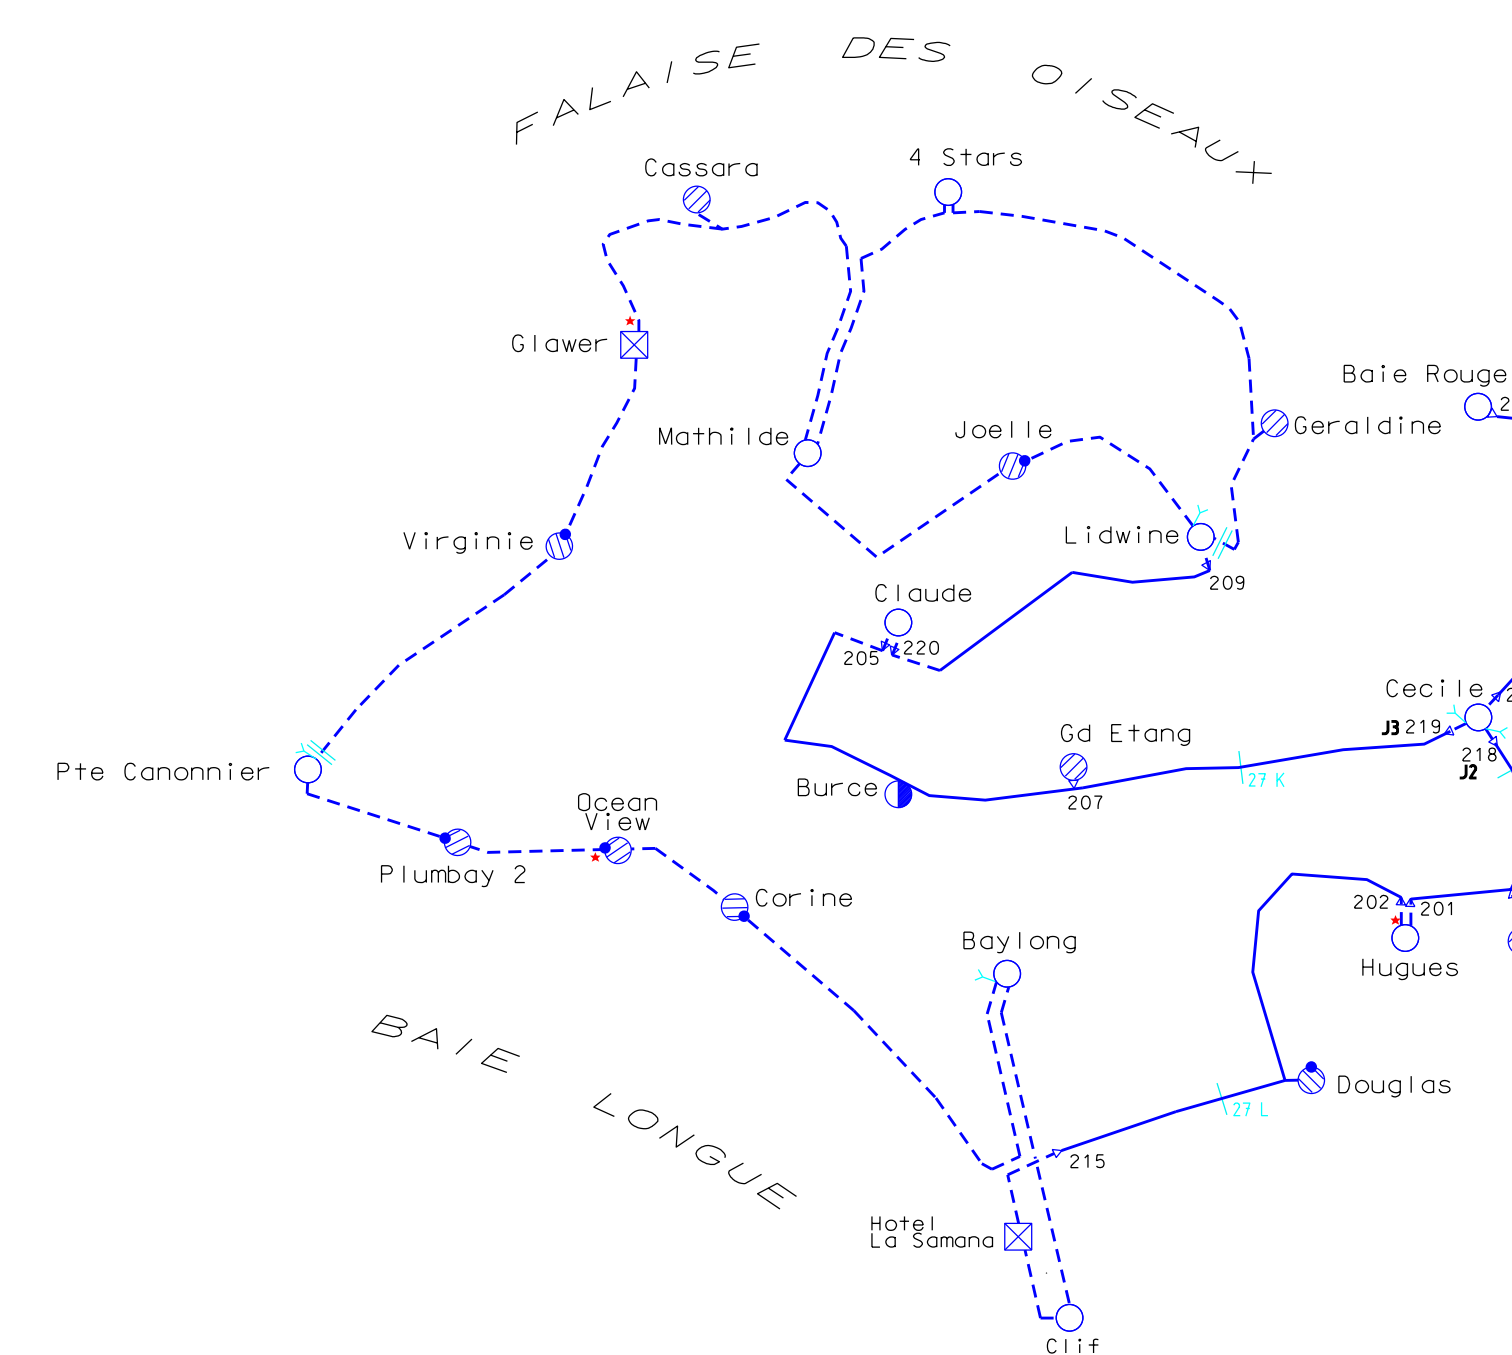 FALAISE DES OISEAUX
4 Stars
Cassara
Glawer
Baie Rouge
Mathilde
Joelle
Geraldine
Virginie
Lidwine
209
Claude
205
220
Cecile
J3 219
Gd Etang
218
J2
Pte Canonnier
27 K
Burce
207
Ocean
View
Plumbay 2
Corine
202
201
Baylong
Hugues
BAIE LONGUE
Douglas
27 L
215
Hotel
La Samana
Clif